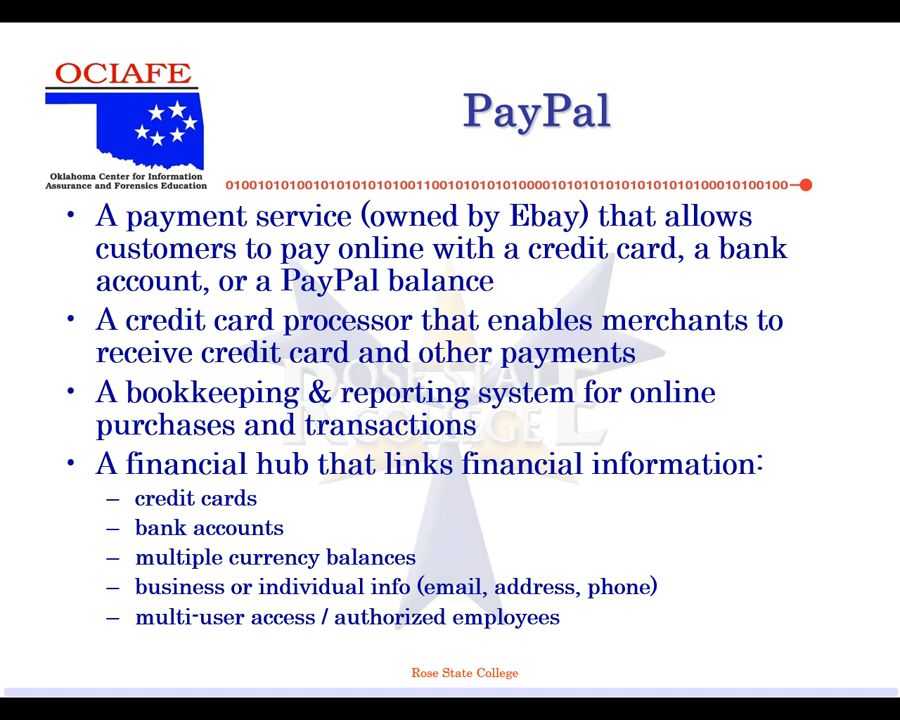 OCIAFE
Oklahoma Center for Information
Assurance and Forensics Education
PayPal
• A payment service (owned by Ebay) that allows
customers to pay online with a credit card, a bank
account, or a PayPal balance
• A credit card processor that enables merchants to
receive credit card and other payments
• A bookkeeping & reporting system for online
purchases and transactions
• A financial hub that links financial information:
– credit cards
– bank accounts
– multiple currency balances
– business or individual info (email, address, phone)
– multi-user access / authorized employees
ROSE STATE
COLLEGE
Rose State College